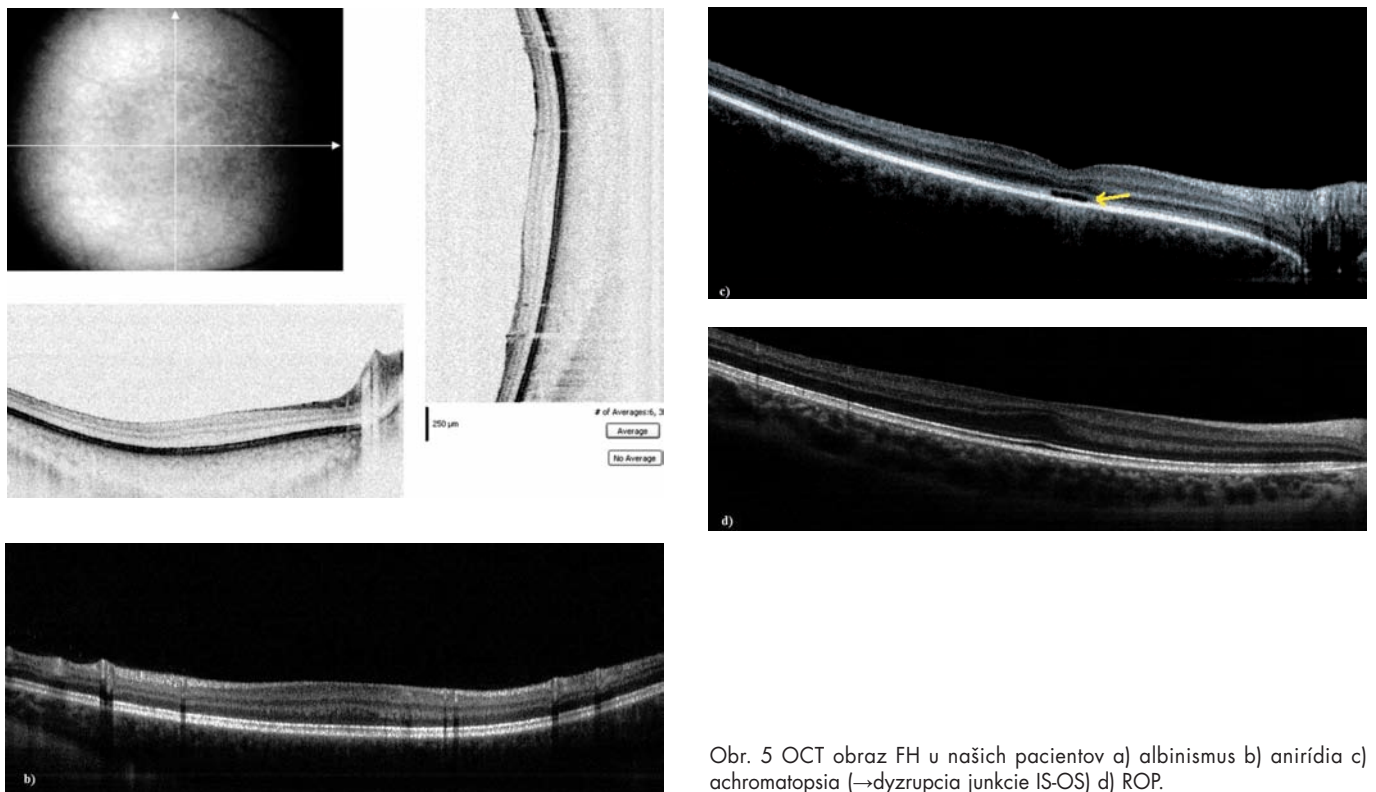 250 µm
# of Averages:6, 3
Average
No Average
b)
c)
d)
Obr. 5 OCT obraz FH u našich pacientov a) albinismus b) anirídia c)
achromatopsia (→dyzrupcia junkcie IS-OS) d) ROP.